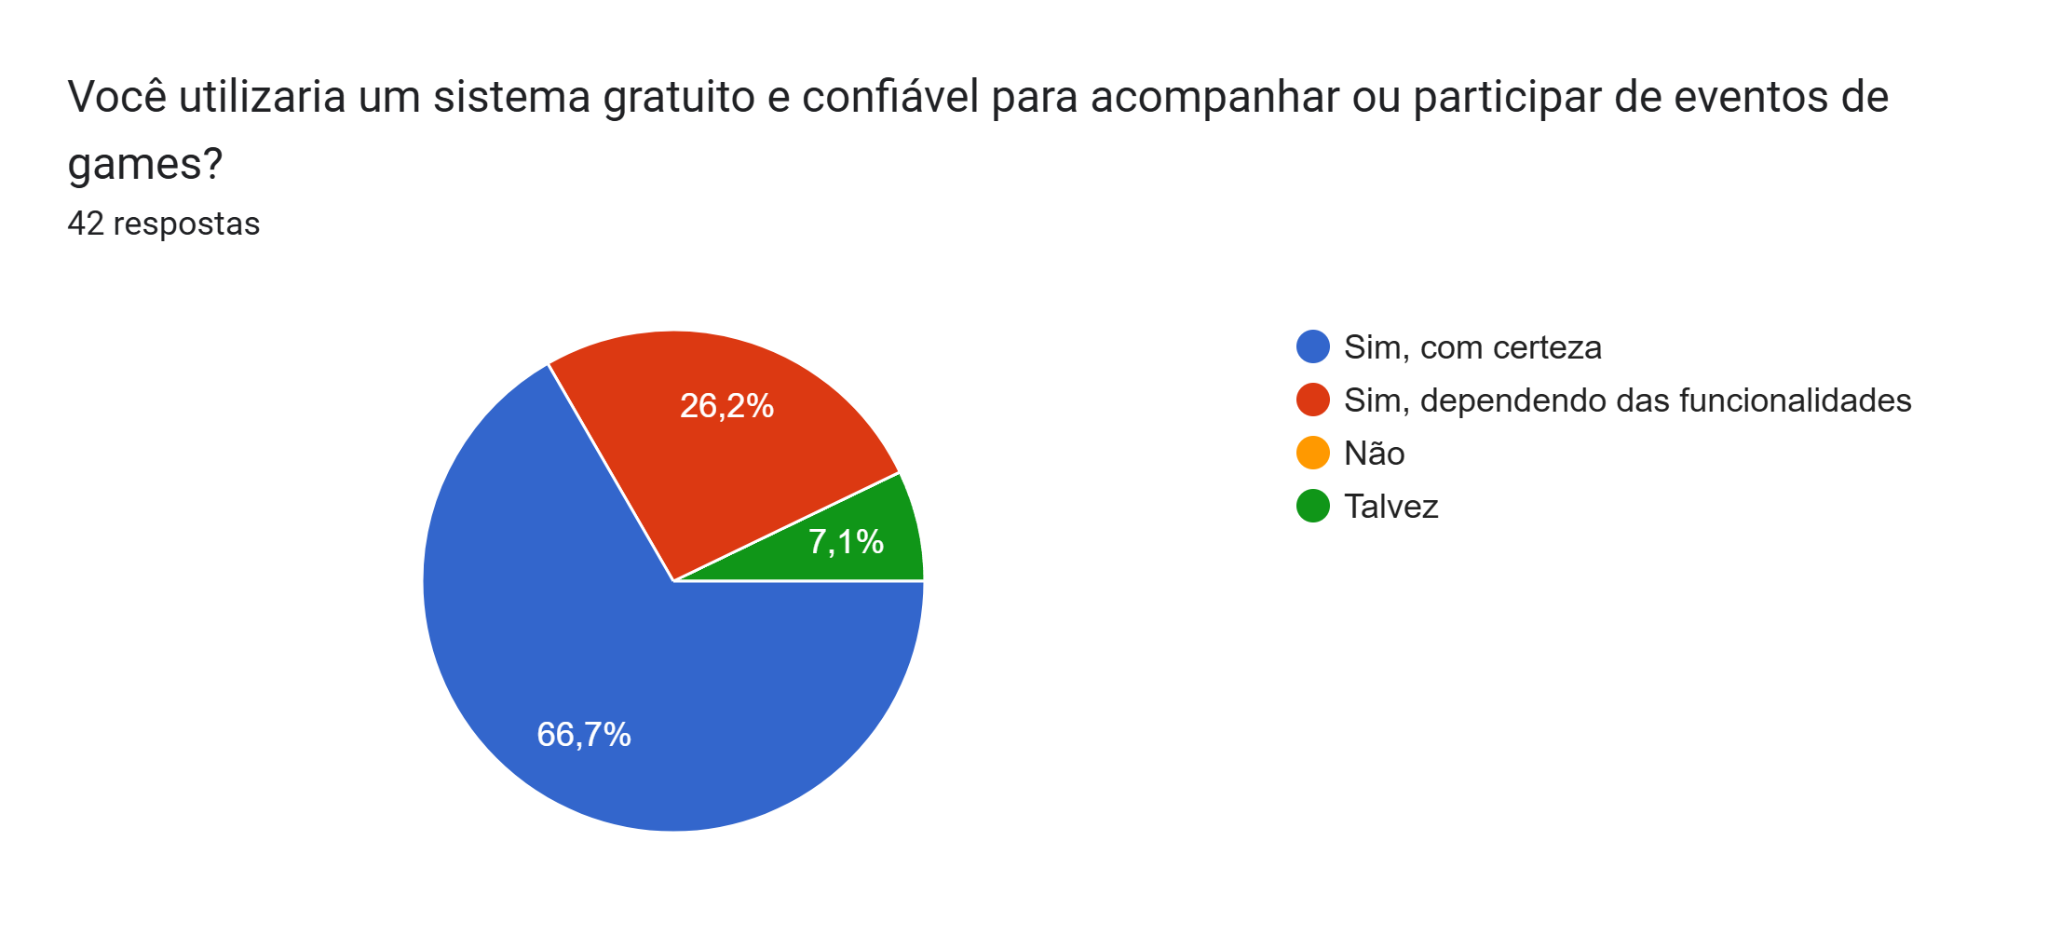 Você utilizaria um sistema gratuito e confiável para acompanhar ou participar de eventos de
games?
42 respostas
26,2%
7,1%
66,7%
Sim, com certeza
Sim, dependendo das funcionalidades
Não
Talvez